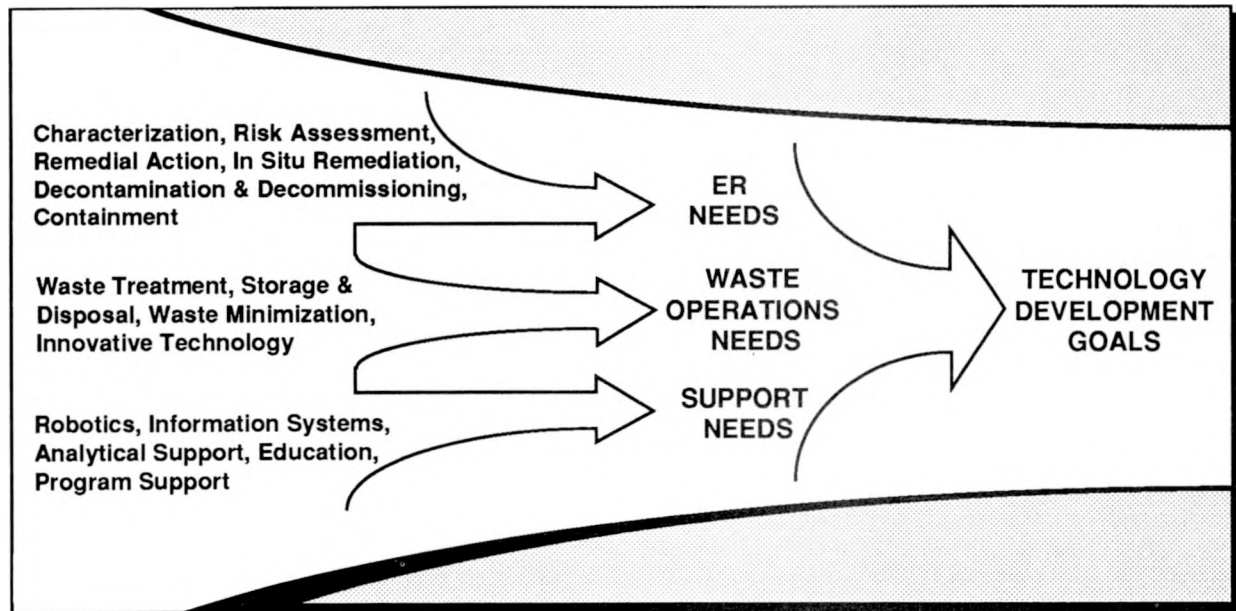 Characterization, Risk Assessment,
Remedial Action, In Situ Remediation,
Decontamination & Decommissioning,
Containment
Waste Treatment, Storage &
Disposal, Waste Minimization,
Innovative Technology
Robotics, Information Systems,
Analytical Support, Education,
Program Support
ER
NEEDS
WASTE
OPERATIONS
NEEDS
SUPPORT
NEEDS
TECHNOLOGY
DEVELOPMENT
GOALS